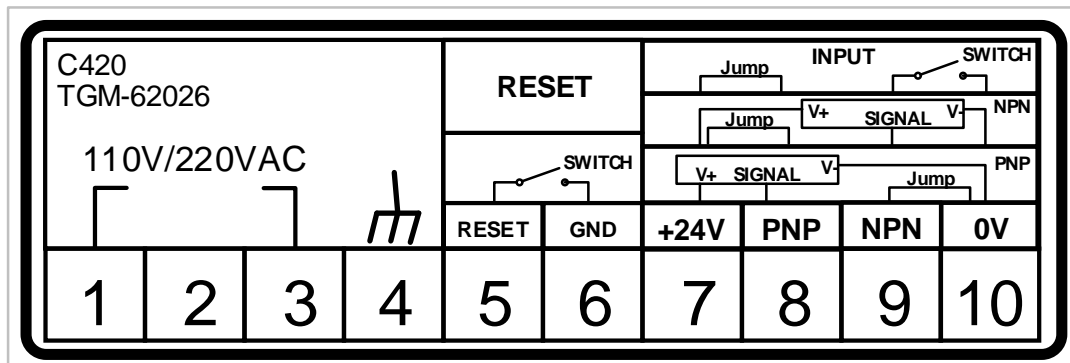 C420
TGM-62026
110V/220VAC
RESET
SWITCH
INPUT
Jump
SWITCH
Jump
V+
SIGNAL
V-
NPN
V+
SIGNAL
V-
Jump
PNP
RESET
GND
+24V
PNP
NPN
0V
1
2
3
4
5
6
7
8
9
10